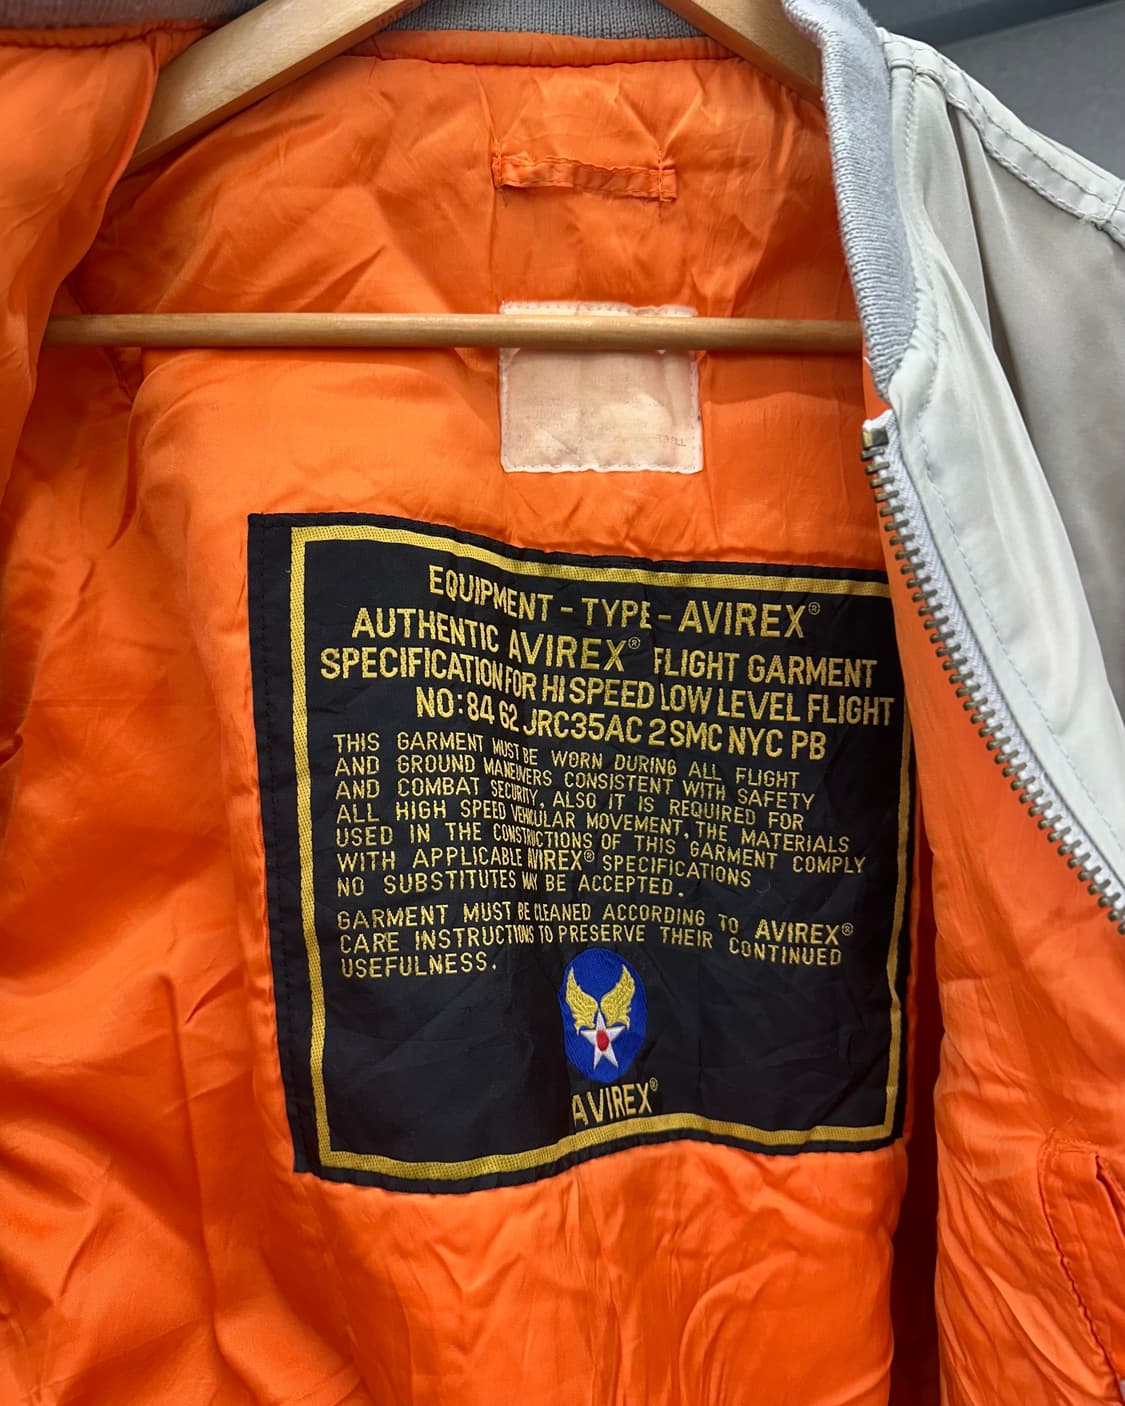 EQUIPMENT - TYPE - AVIREX®
AUTHENTIC AVIREX® FLIGHT GARMENT
SPECIFICATION FOR HI SPEED LOW LEVEL FLIGHT
NO: 84 62 JRC35AC 2 SMC NYC PB
THIS GARMENT MUST BE WORN DURING ALL FLIGHT
AND GROUND MANEUVERS CONSISTENT WITH SAFETY
AND COMBAT SECURITY, ALSO IT IS REQUIRED FOR
ALL HIGH SPEED VEHICULAR MOVEMENT, THE MATERIALS
USED IN THE CONSTRUCTIONS OF THIS GARMENT COMPLY
WITH APPLICABLE AVIREX® SPECIFICATIONS
NO SUBSTITUTES MAY BE ACCEPTED.
GARMENT MUST BE CLEANED ACCORDING TO AVIREX®
CARE INSTRUCTIONS TO PRESERVE THEIR CONTINUED
USEFULNESS.
AVIREX®